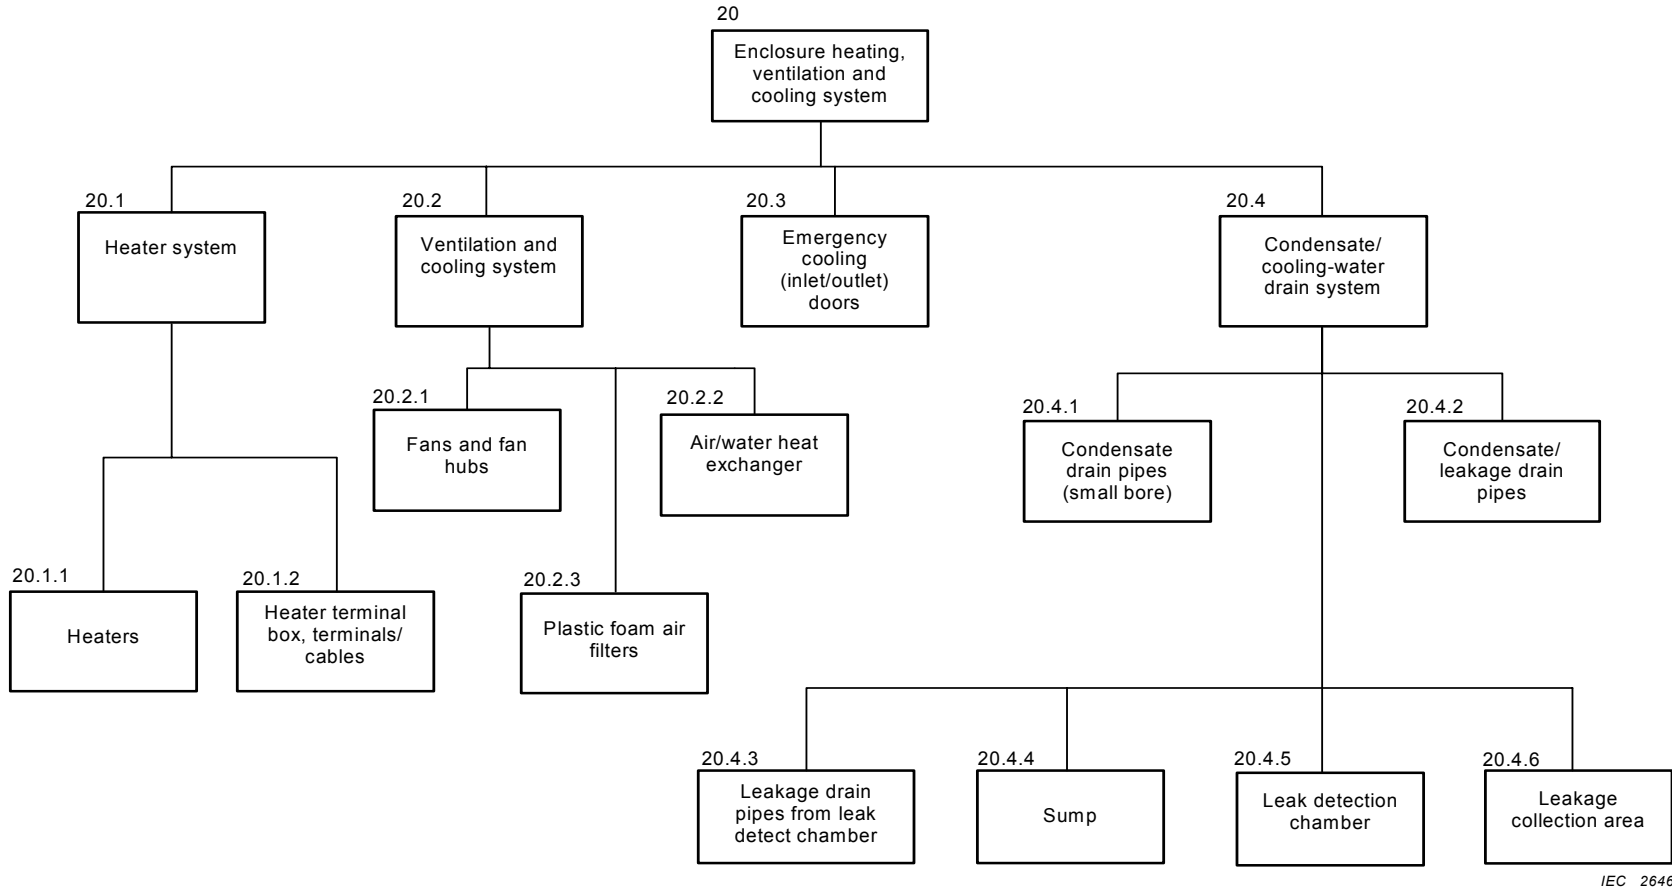 20
Enclosure heating,
ventilation and
cooling system
20.1
Heater system
20.2
Ventilation and
cooling system
20.3
Emergency
cooling
(inlet/outlet)
doors
20.4
Condensate/
cooling-water
drain system
20.2.1
Fans and fan
hubs
20.2.2
Air/water heat
exchanger
20.4.1
Condensate
drain pipes
(small bore)
20.4.2
Condensate/
leakage drain
pipes
20.1.1
Heaters
20.1.2
Heater terminal
box, terminals/
cables
20.2.3
Plastic foam air
filters
20.4.3
Leakage drain
pipes from leak
detect chamber
20.4.4
Sump
20.4.5
Leak detection
chamber
20.4.6
Leakage
collection area
IEC 2646